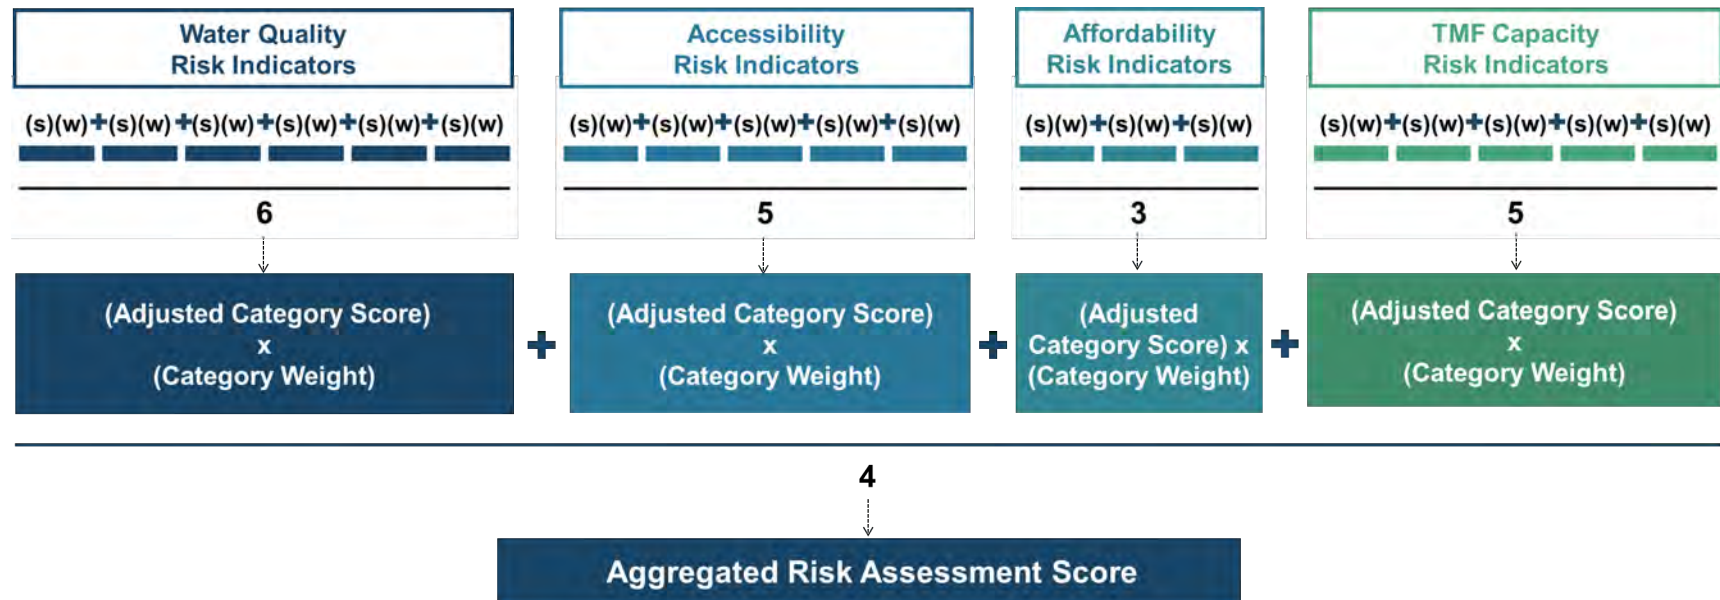 Water Quality
Risk Indicators
Accessibility
Risk Indicators
Affordability
Risk Indicators
TMF Capacity
Risk Indicators
(s)(w)+(s)(w)+(s)(w)+(s)(w)+(s)(w)+(s)(w)
(s)(w)+(s)(w)+(s)(w)+(s)(w)+(s)(w)
(s)(w)+(s)(w)+(s)(w)
(s)(w)+(s)(w)+(s)(w)+(s)(w)+(s)(w)
6
5
3
5
(Adjusted Category Score)
x
(Category Weight)
+
(Adjusted Category Score)
x
(Category Weight)
+
(Adjusted
Category Score) x
(Category Weight)
+
(Adjusted Category Score)
x
(Category Weight)
4
Aggregated Risk Assessment Score